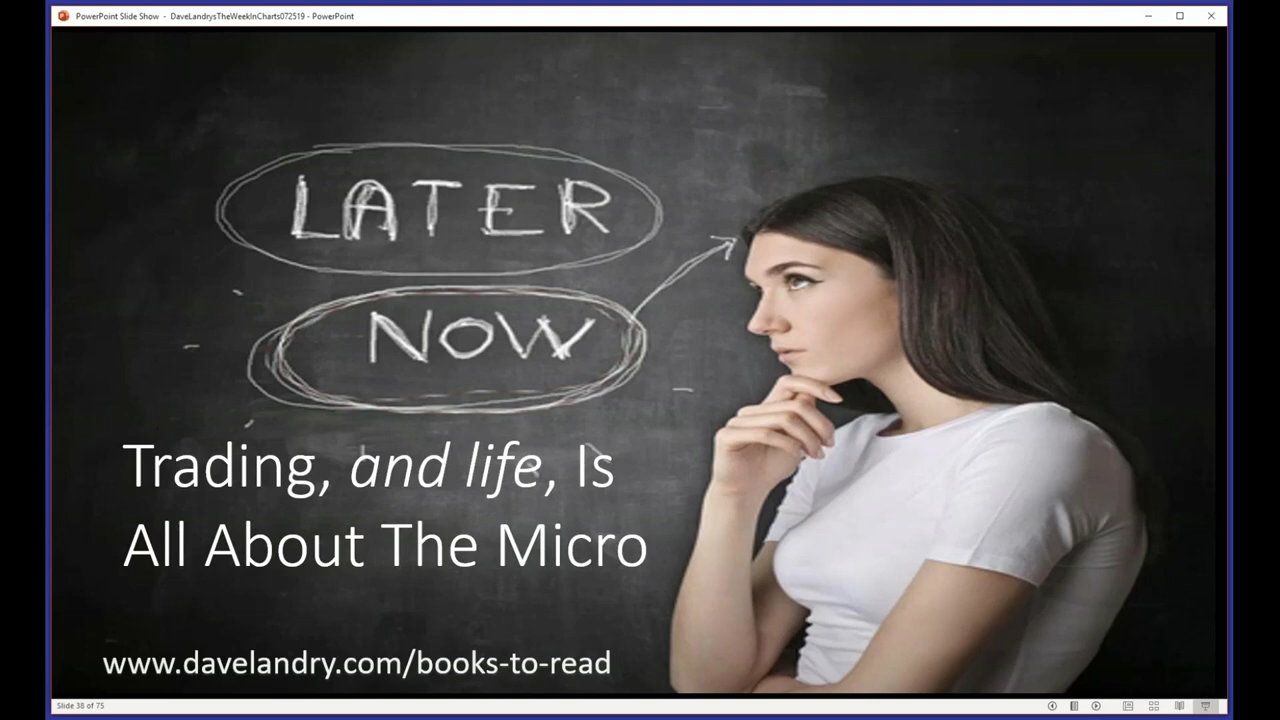 PowerPoint Slide Show - DaveLandrysTheWeekInCharts072519 - PowerPoint
LATER
NOW
Trading, and life, Is
All About The Micro
www.davelandry.com/books-to-read
Slide 38 of 75